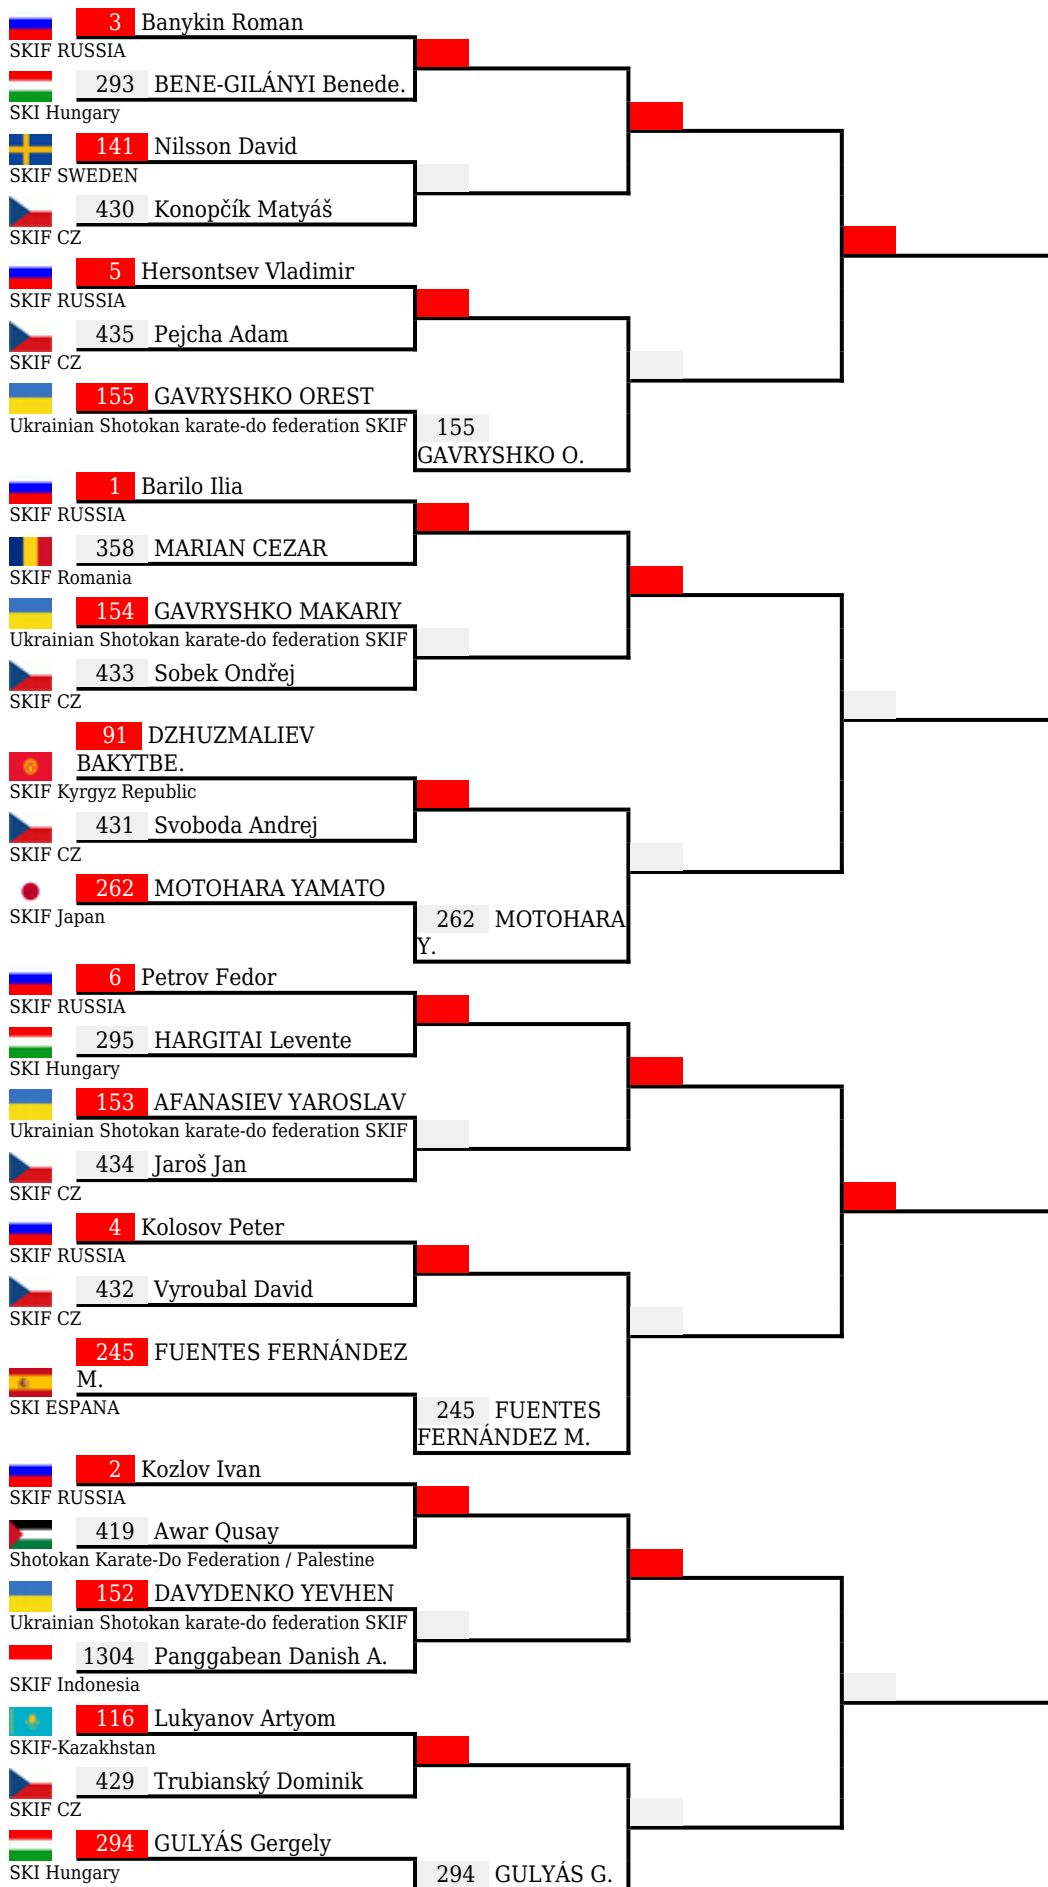 3 Banykin Roman
SKIF RUSSIA
293 BENE-GILÁNYI Benede.
SKI Hungary
141 Nilsson David
SKIF SWEDEN
430 Konopčík Matyáš
SKIF CZ
5 Hersontsev Vladimir
SKIF RUSSIA
435 Pejcha Adam
SKIF CZ
155 GAVRYSHKO OREST
Ukrainian Shotokan karate-do federation SKIF
155
GAVRYSHKO O.
1 Barilo Ilia
SKIF RUSSIA
358 MARIAN CEZAR
SKIF Romania
154 GAVRYSHKO MAKARIY
Ukrainian Shotokan karate-do federation SKIF
433 Sobek Ondřej
SKIF CZ
91 DZHUZMALIEV
BAKYTBE.
SKIF Kyrgyz Republic
431 Svoboda Andrej
SKIF CZ
262 MOTOHARA YAMATO
SKIF Japan
262 MOTOHARA
Y.
6 Petrov Fedor
SKIF RUSSIA
295 HARGITAI Levente
SKI Hungary
153 AFANASIEV YAROSLAV
Ukrainian Shotokan karate-do federation SKIF
434 Jaroš Jan
SKIF CZ
4 Kolosov Peter
SKIF RUSSIA
432 Vyroubal David
SKIF CZ
245 FUENTES FERNÁNDEZ
M.
SKI ESPANA
245 FUENTES
FERNÁNDEZ M.
2 Kozlov Ivan
SKIF RUSSIA
419 Awar Qusay
Shotokan Karate-Do Federation / Palestine
152 DAVYDENKO YEVHEN
Ukrainian Shotokan karate-do federation SKIF
1304 Panggabean Danish A.
SKIF Indonesia
116 Lukyanov Artyom
SKIF-Kazakhstan
429 Trubianský Dominik
SKIF CZ
294 GULYÁS Gergely
SKI Hungary
294 GULYÁS G.